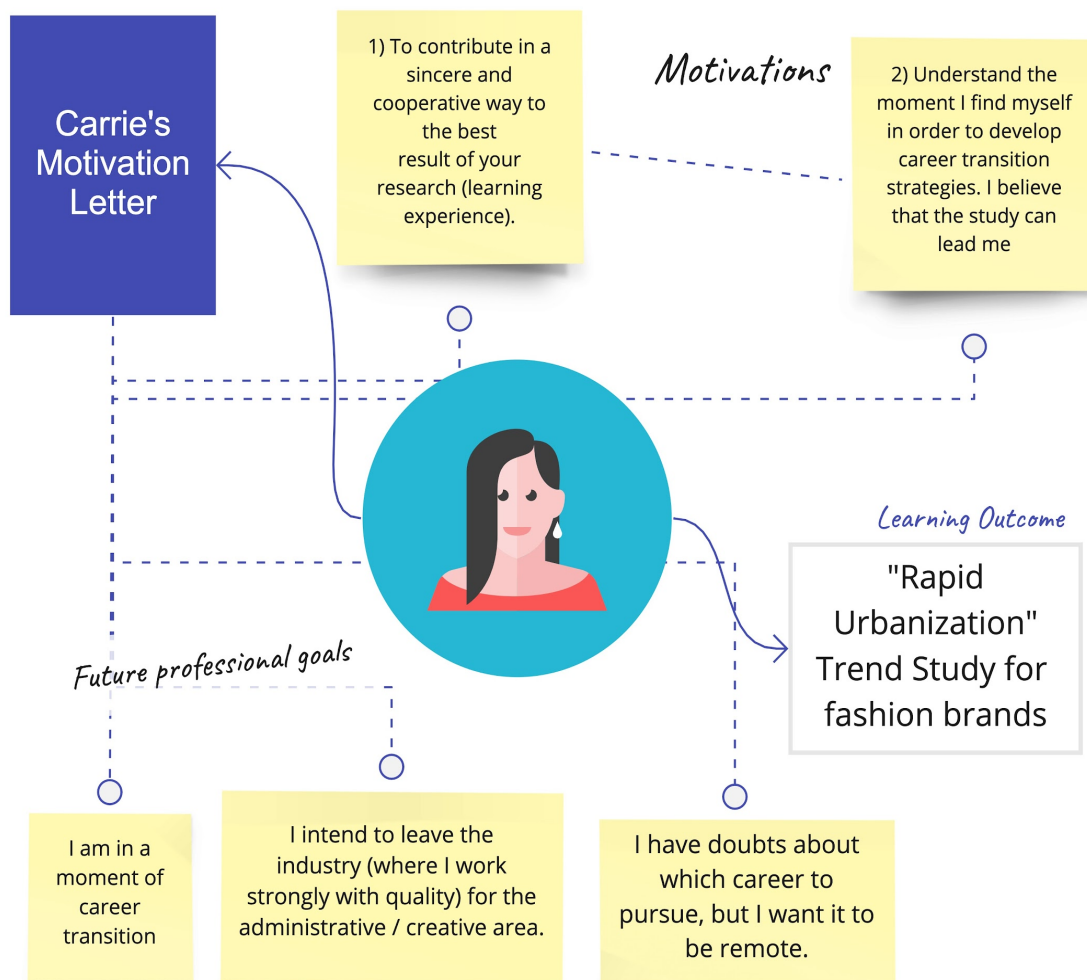 Carrie's
Motivation
Letter
1) To contribute in a
sincere and
cooperative way to
the best
result of your
research (learning
experience).
Motivations
2) Understand the
moment I find myself
in order to develop
career transition
strategies. I believe
that the study can
lead me
Learning Outcome
"Rapid
Urbanization"
Trend Study for
fashion brands
Future professional goals
I am in a
moment of
career
transition
I intend to leave the
industry (where I work
strongly with quality) for the
administrative / creative area.
I have doubts about
which career to
pursue, but I want it to
be remote.